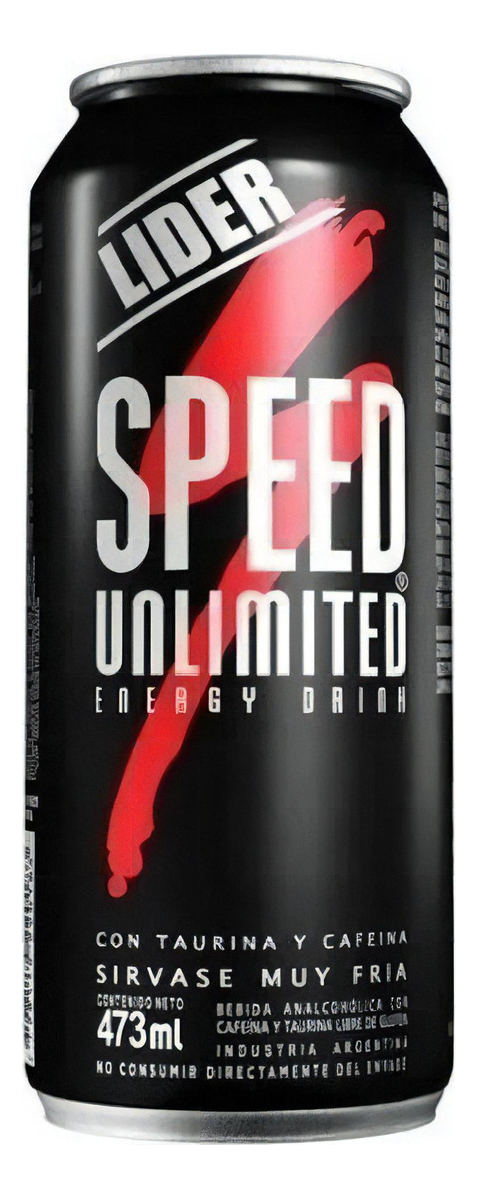 LIDER
SPEED
UNLIMITED
ENERGY DRINK
CON TAURINA Y CAFEINA
SIRVASE MUY FRIA
CONTENIDO NETO
473ml
BEBIDA ANALCOHOLICA CON
CAFEINA Y TAURINA LIBRE DE
INDUSTRIA ARGENTINA
NO CONSUMIR DIRECTAMENTE DEL ENVASE